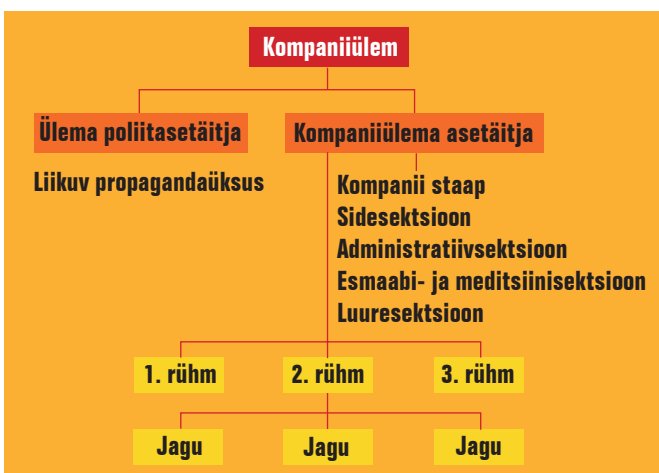 Kompaniiülem
Ülema poliitasetäitja
Kompaniiülema asetäitja
Liikuv propagandaüksus
Kompanii staap
Sidesektsioon
Administratiivsektsioon
Esmaabi- ja meditsiinisektsioon
Luuresektsioon
1. rühm
2. rühm
3. rühm
Jagu
Jagu
Jagu